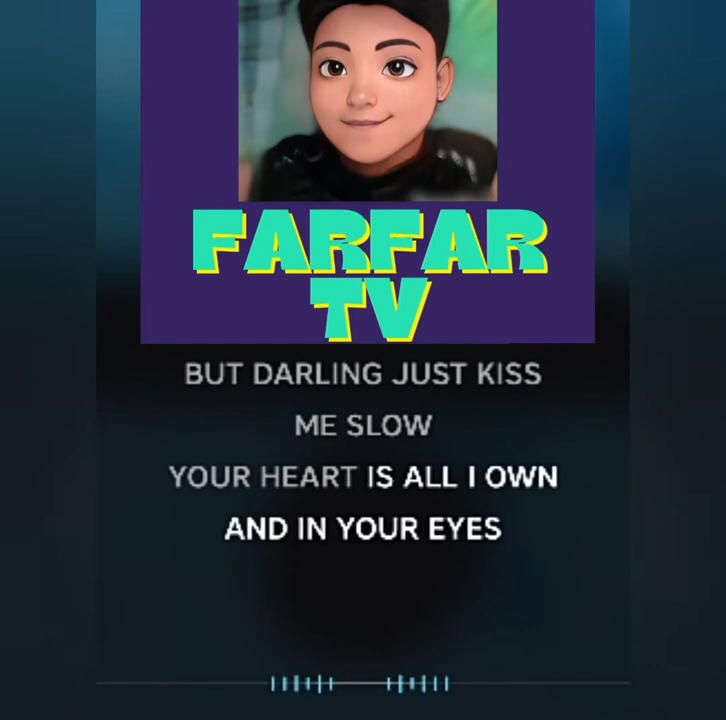 FARFAR
TV
BUT DARLING JUST KISS
ME SLOW
YOUR HEART IS ALL I OWN
AND IN YOUR EYES